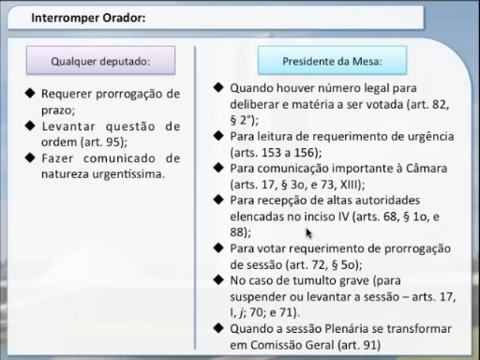 Interromper Orador:
Qualquer deputado:
◆ Requerer prorrogação de
prazo;
◆ Levantar questão de
ordem (art. 95);
◆ Fazer comunicado de
natureza urgentíssima.
Presidente da Mesa:
◆ Quando houver número legal para
deliberar e matéria a ser votada (art. 82,
§ 2°);
◆ Para leitura de requerimento de urgência
(arts. 153 a 156);
◆ Para comunicação importante à Câmara
(arts. 17, § 3o, e 73, XIII);
◆ Para recepção de altas autoridades
elencadas no inciso IV (arts. 68, § 1o, e
88);
◆ Para votar requerimento de prorrogação
de sessão (art. 72, § 5o);
◆ No caso de tumulto grave (para
suspender ou levantar a sessão – arts. 17,
I, j; 70; e 71).
◆ Quando a sessão Plenária se transformar
em Comissão Geral (art. 91)